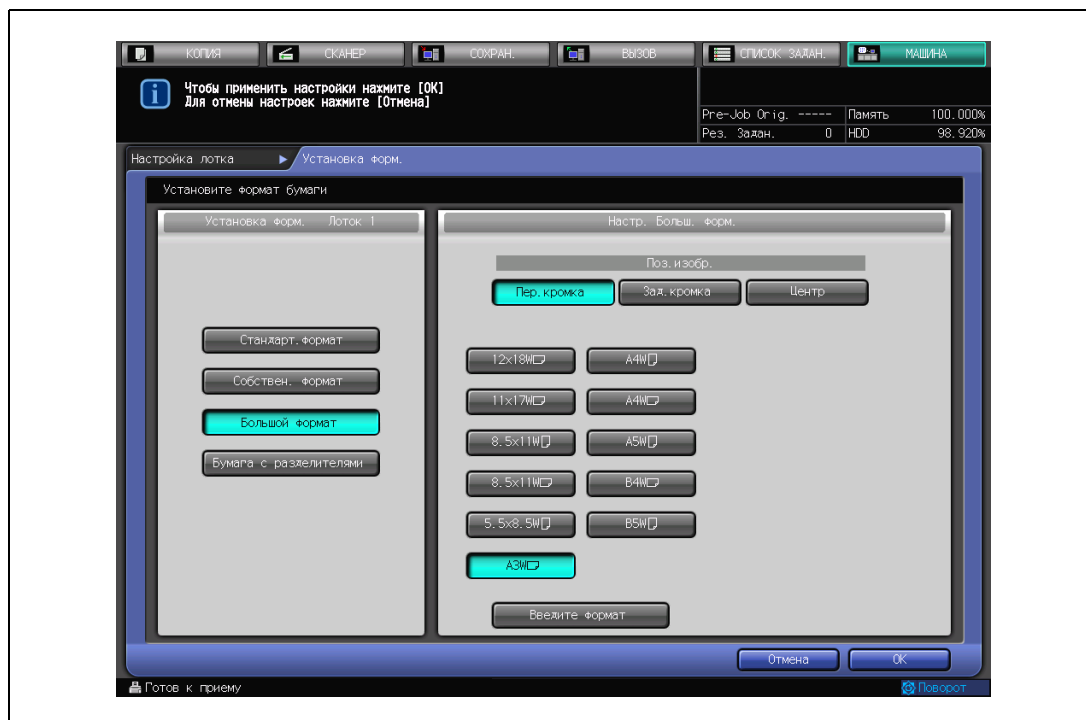 КОПИЯ СКАНЕР СОХРАН. ВЫЗОВ СПИСОК ЗАДАН. МАШИНА
Чтобы применить настройки нажмите [OK]
Для отмены настроек нажмите [Отмена]
Pre-Job Orig. ----- Память 100.000%
Рез. Задан. 0 HDD 98.920%
Настройка лотка Установка форм.
Установите формат бумаги
Установка форм. Лоток 1
Настр. Больш. форм.
Поз.изобр.
Пер.кромка Зад.кромка Центр
Стандарт.формат
Собствен. формат
Большой формат
Бумага с разделителями
12x18W A4W
11x17W A4W
8.5x11W A5W
8.5x11W B4W
5.5x8.5W B5W
A3W
Введите формат
Отмена OK
Готов к приему Поворот